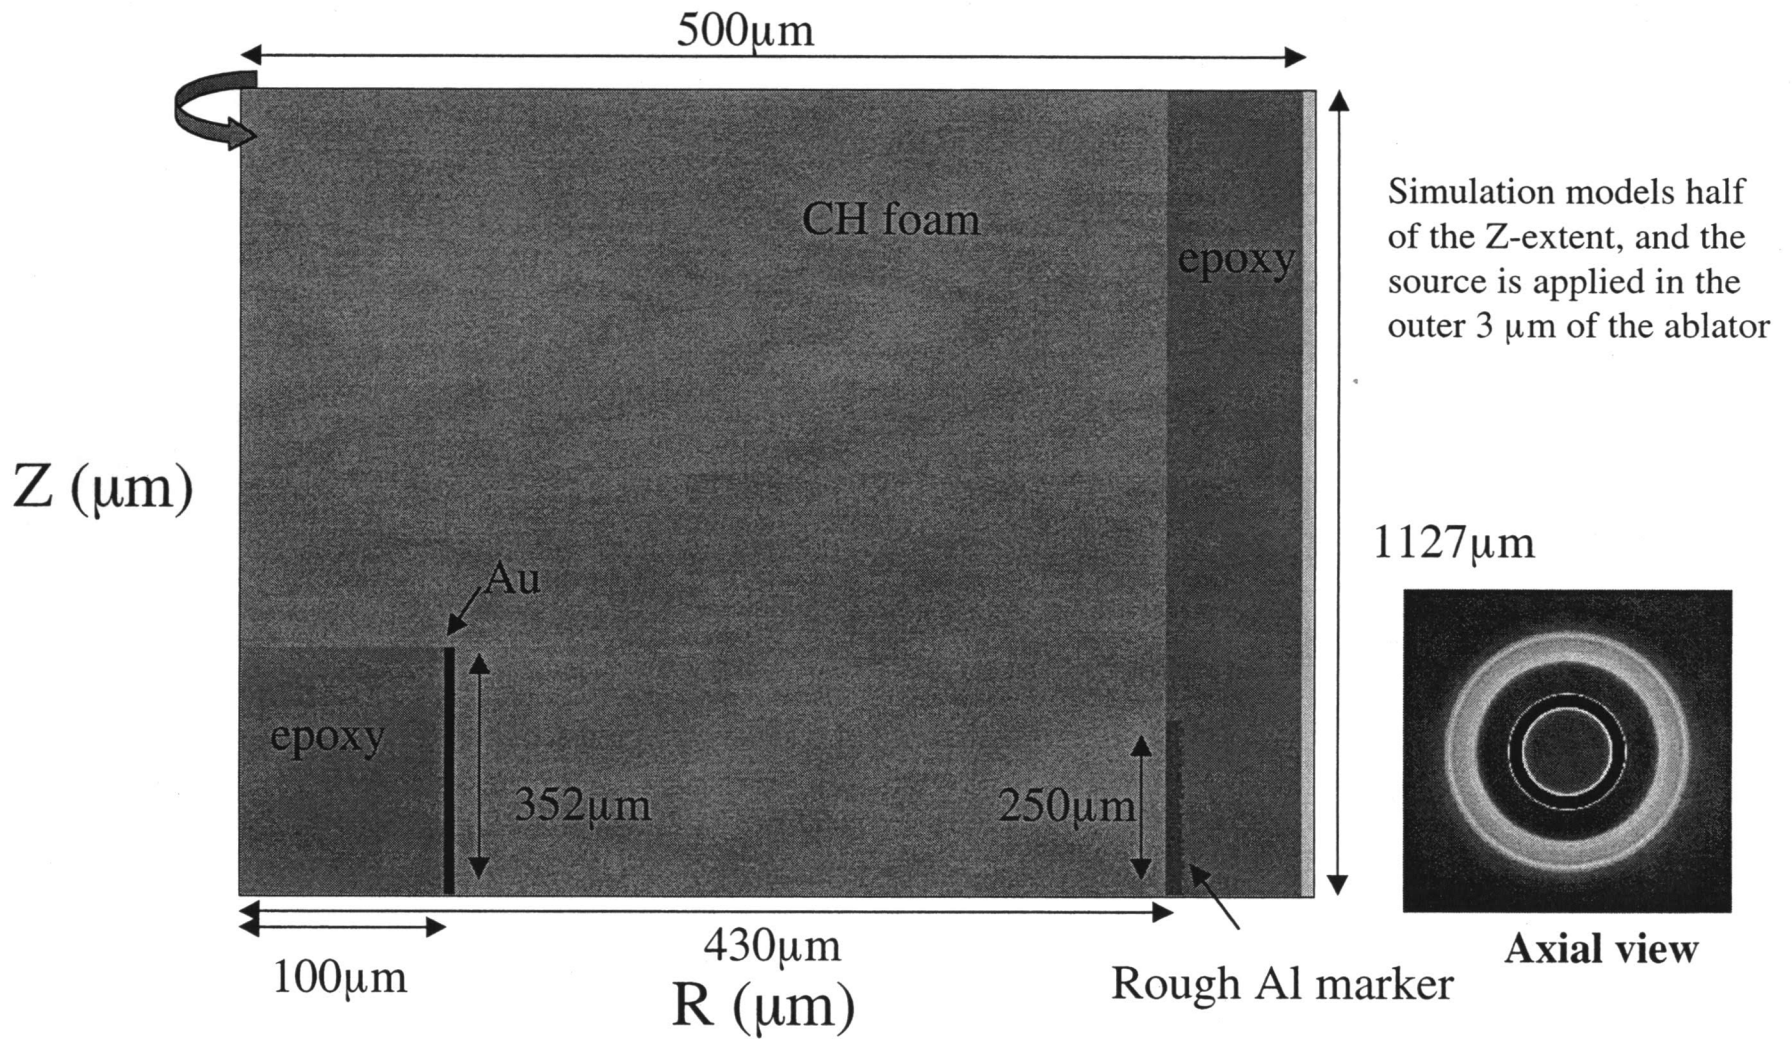 500μm
CH foam
epoxy
Simulation models half
of the Z-extent, and the
source is applied in the
outer 3 μm of the ablator
Z (μm)
1127μm
Au
epoxy
352μm
250μm
430μm
100μm
R (μm)
Rough Al marker
Axial view